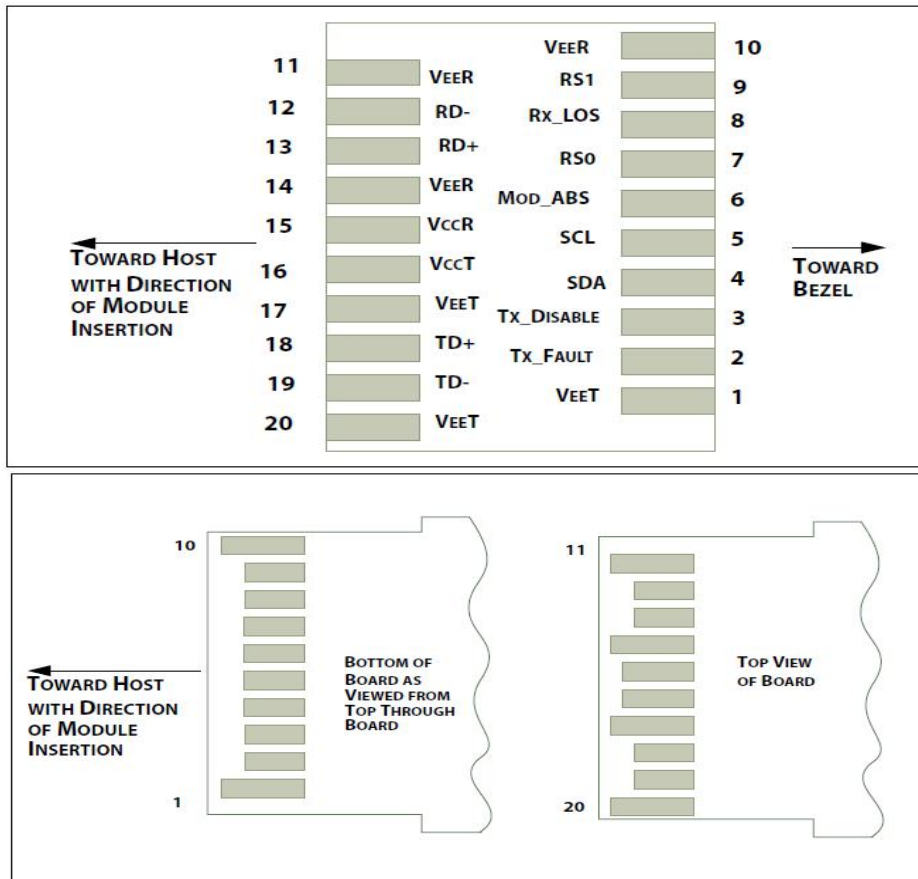 11 VEER
12 RD-
13 RD+
14 VEER
15 VCCR
16 VCCT
17 VEET
18 TD+
19 TD-
20 VEET
VEER 10
RS1 9
RX_LOS 8
RS0 7
MOD_ABS 6
SCL 5
SDA 4
TX_DISABLE 3
TX_FAULT 2
VEET 1
TOWARD HOST
WITH DIRECTION
OF MODULE
INSERTION
TOWARD
BEZEL
10
1
TOWARD HOST
WITH DIRECTION
OF MODULE
INSERTION
BOTTOM OF
BOARD AS
VIEWED FROM
TOP THROUGH
BOARD
11
20
TOP VIEW
OF BOARD